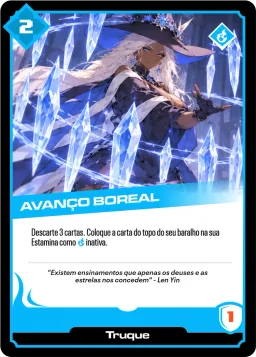 2
AVANÇO BOREAL
Descarte 3 cartas. Coloque a carta do topo do seu baralho na sua
Estamina como inativa.
"Existem ensinamentos que apenas os deuses e as
estrelas nos concedem" - Len Yin
1
Truque